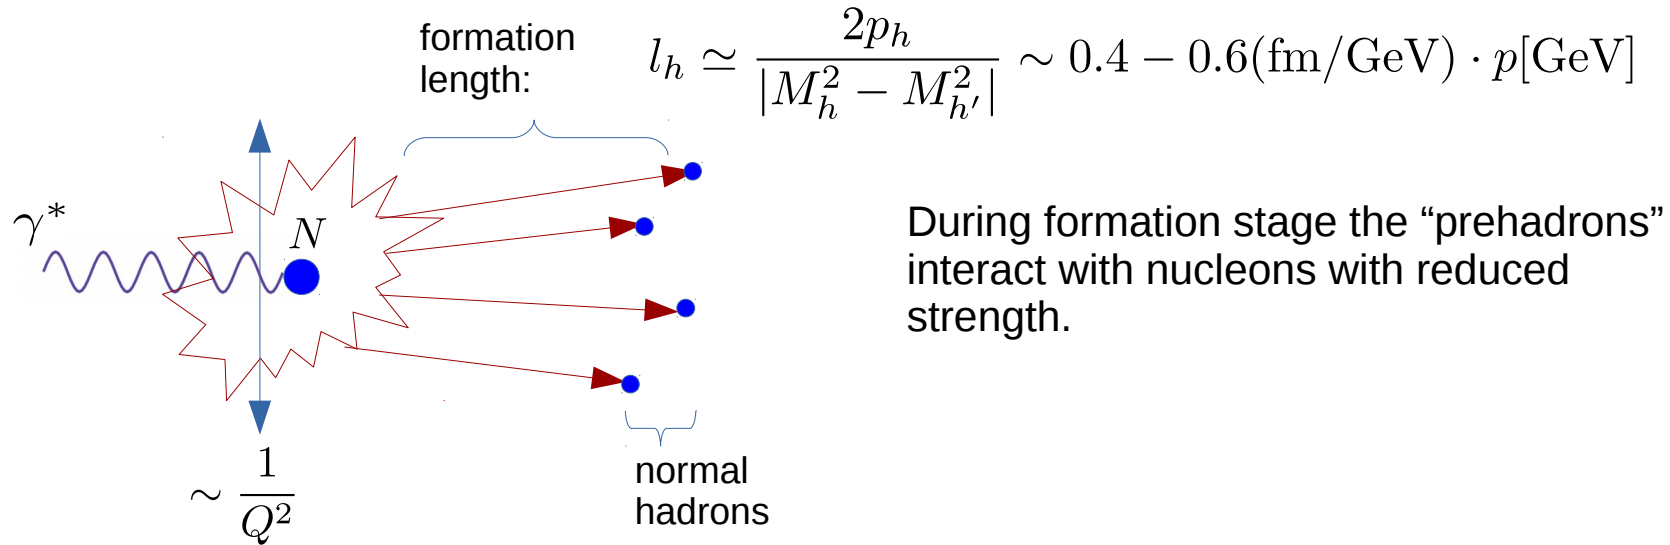 formation
length:
l_h ≃ 2p_h / |M_h^2 − M_{h'}^2| ∼ 0.4 − 0.6(fm/GeV) · p[GeV]
γ*
N
During formation stage the “prehadrons”
interact with nucleons with reduced
strength.
∼ 1/Q^2
normal
hadrons